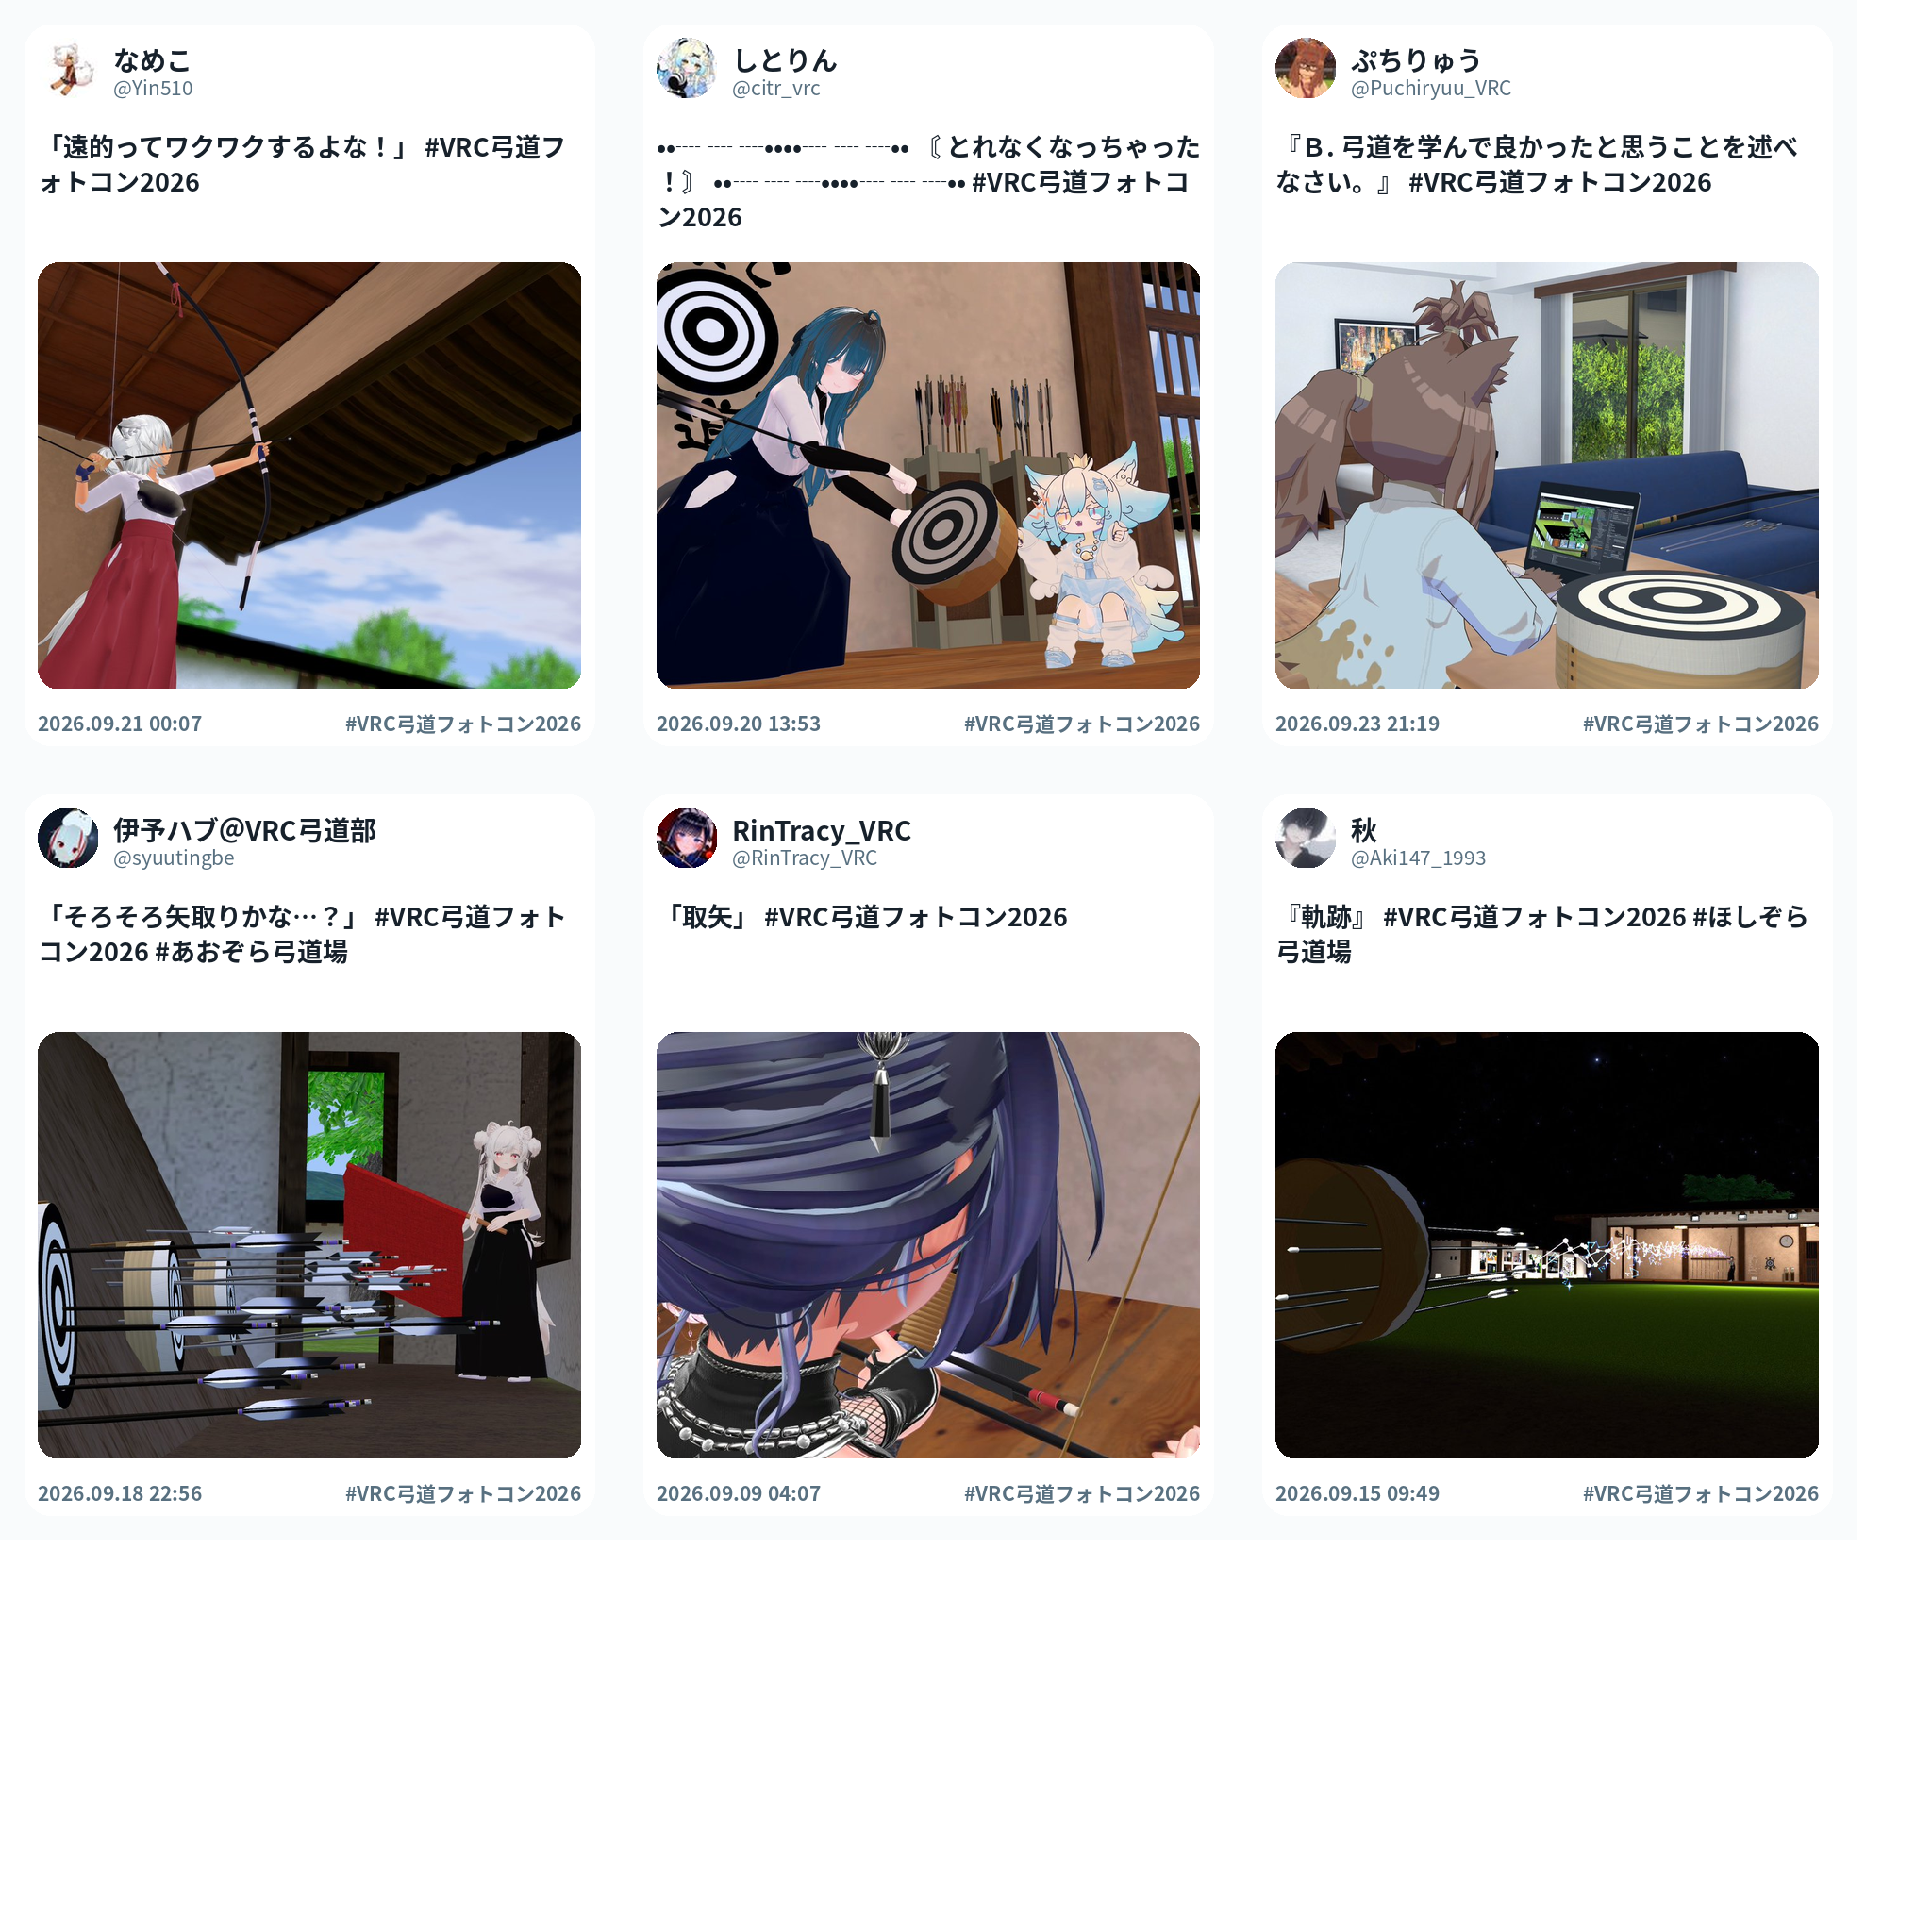 なめこ
@Yin510
「遠的ってワクワクするよな！」 #VRC弓道フ
ォトコン2026
2026.09.21 00:07
#VRC弓道フォトコン2026
しとりん
@citr_vrc
••┈┈ ┈┈ ┈┈••••┈┈ ┈┈ ┈┈•• 〘 とれなくなっちゃった
！〙 ••┈┈ ┈┈ ┈┈••••┈┈ ┈┈ ┈┈•• #VRC弓道フォトコ
ン2026
道
2026.09.20 13:53
#VRC弓道フォトコン2026
ぷちりゅう
@Puchiryuu_VRC
『Ｂ. 弓道を学んで良かったと思うことを述べ
なさい。』 #VRC弓道フォトコン2026
2026.09.23 21:19
#VRC弓道フォトコン2026
伊予ハブ＠VRC弓道部
@syuutingbe
「そろそろ矢取りかな…？」 #VRC弓道フォト
コン2026 #あおぞら弓道場
2026.09.18 22:56
#VRC弓道フォトコン2026
RinTracy_VRC
@RinTracy_VRC
「取矢」 #VRC弓道フォトコン2026
2026.09.09 04:07
#VRC弓道フォトコン2026
秋
@Aki147_1993
『軌跡』 #VRC弓道フォトコン2026 #ほしぞら
弓道場
2026.09.15 09:49
#VRC弓道フォトコン2026